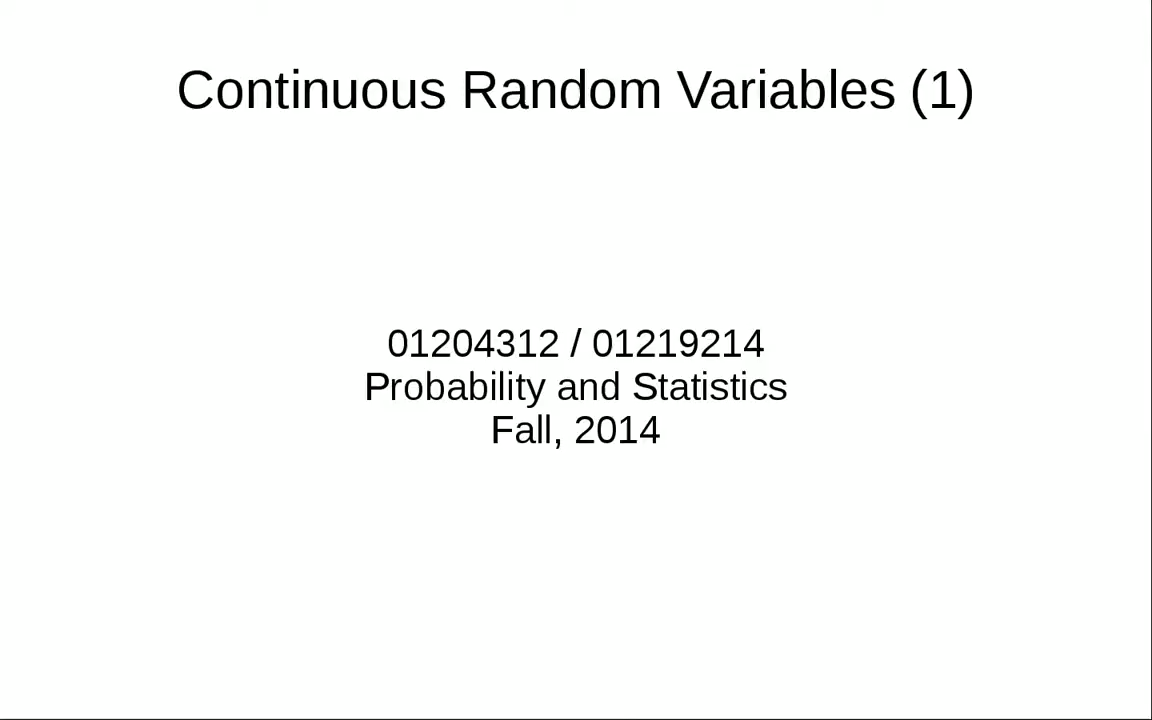 Continuous Random Variables (1)
01204312 / 01219214
Probability and Statistics
Fall, 2014